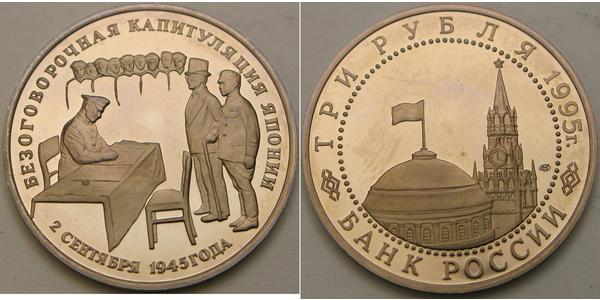 БЕЗОГОВОРОЧНАЯ КАПИТУЛЯЦИЯ ЯПОНИИ
2 СЕНТЯБРЯ 1945 ГОДА
ТРИ РУБЛЯ 1995г.
БАНК РОССИИ